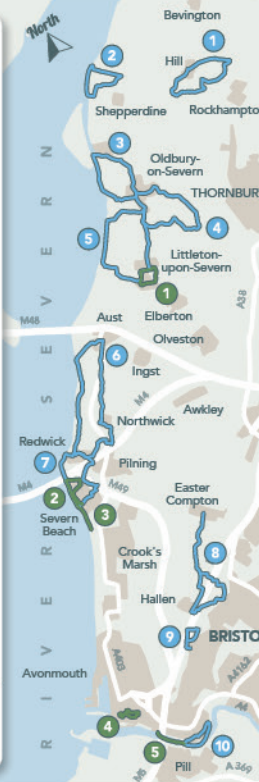 North
Bevington
1
Hill
2
Shepperdine
Rockhampto
3
Oldbury-
on-Severn
THORNBUR
4
5
Littleton-
upon-Severn
1
A38
Elberton
M48
Aust
Olveston
6
Ingst
M4
Awkley
Northwick
Redwick
7
Pilning
M4
M49
2
3
Severn
Beach
Easter
Compton
Crook's
Marsh
8
Hallen
9
BRISTO
Avonmouth
A403
A4162
A4
4
5
10
Pill
M5
A369
RIVER SEVERN